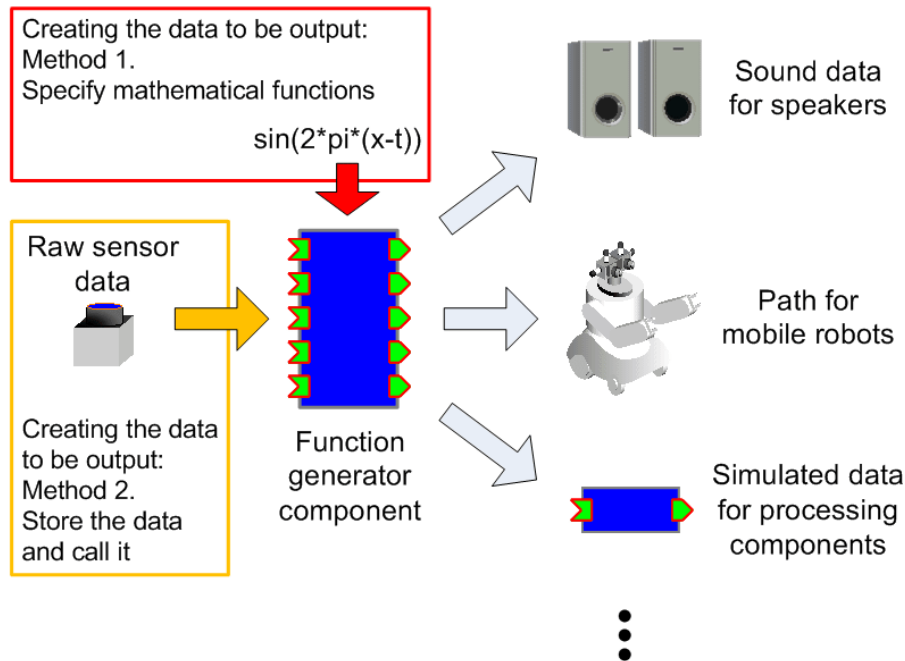 Creating the data to be output:
Method 1.
Specify mathematical functions
sin(2*pi*(x-t))
Sound data
for speakers
Raw sensor
data
Path for
mobile robots
Creating the data
to be output:
Method 2.
Store the data
and call it
Function
generator
component
Simulated data
for processing
components